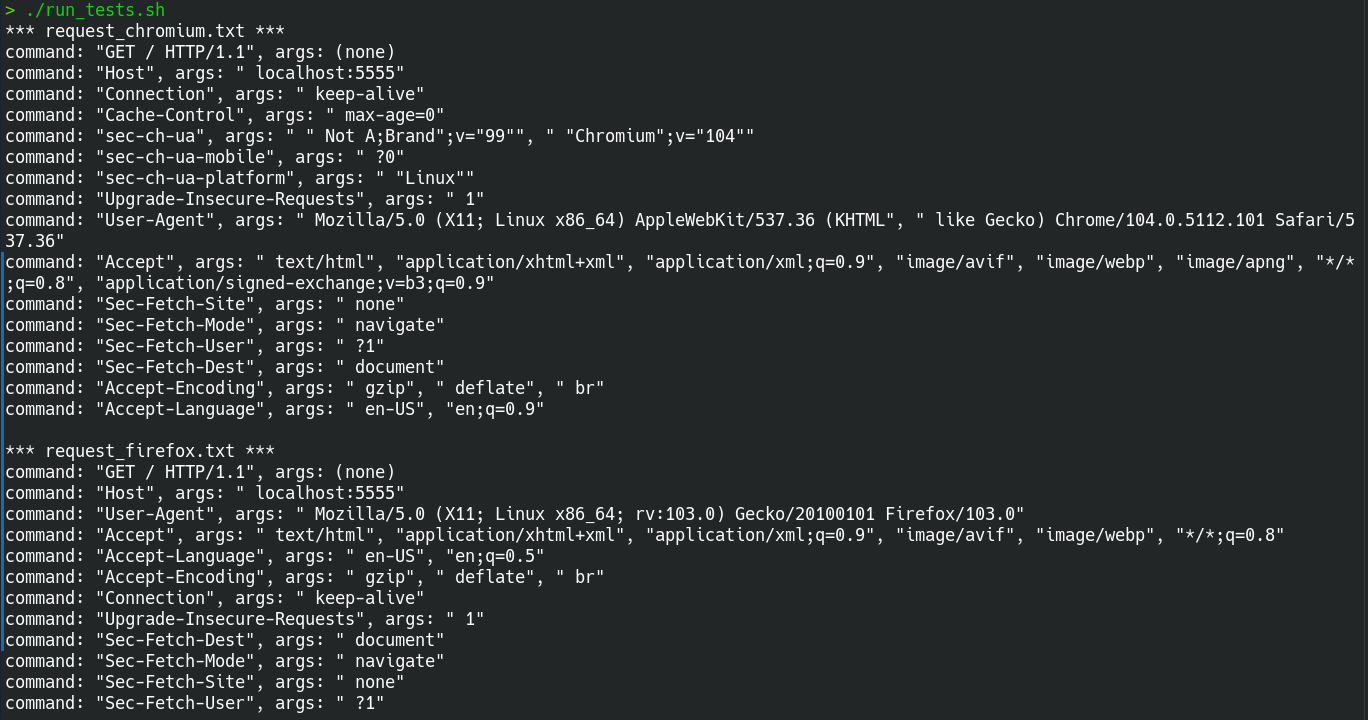 > ./run_tests.sh
*** request_chromium.txt ***
command: "GET / HTTP/1.1", args: (none)
command: "Host", args: " localhost:5555"
command: "Connection", args: " keep-alive"
command: "Cache-Control", args: " max-age=0"
command: "sec-ch-ua", args: " " Not A;Brand";v="99"", " "Chromium";v="104""
command: "sec-ch-ua-mobile", args: " ?0"
command: "sec-ch-ua-platform", args: " "Linux""
command: "Upgrade-Insecure-Requests", args: " 1"
command: "User-Agent", args: " Mozilla/5.0 (X11; Linux x86_64) AppleWebKit/537.36 (KHTML", " like Gecko) Chrome/104.0.5112.101 Safari/5
37.36"
command: "Accept", args: " text/html", "application/xhtml+xml", "application/xml;q=0.9", "image/avif", "image/webp", "image/apng", "*/*
;q=0.8", "application/signed-exchange;v=b3;q=0.9"
command: "Sec-Fetch-Site", args: " none"
command: "Sec-Fetch-Mode", args: " navigate"
command: "Sec-Fetch-User", args: " ?1"
command: "Sec-Fetch-Dest", args: " document"
command: "Accept-Encoding", args: " gzip", " deflate", " br"
command: "Accept-Language", args: " en-US", "en;q=0.9"

*** request_firefox.txt ***
command: "GET / HTTP/1.1", args: (none)
command: "Host", args: " localhost:5555"
command: "User-Agent", args: " Mozilla/5.0 (X11; Linux x86_64; rv:103.0) Gecko/20100101 Firefox/103.0"
command: "Accept", args: " text/html", "application/xhtml+xml", "application/xml;q=0.9", "image/avif", "image/webp", "*/*;q=0.8"
command: "Accept-Language", args: " en-US", "en;q=0.5"
command: "Accept-Encoding", args: " gzip", " deflate", " br"
command: "Connection", args: " keep-alive"
command: "Upgrade-Insecure-Requests", args: " 1"
command: "Sec-Fetch-Dest", args: " document"
command: "Sec-Fetch-Mode", args: " navigate"
command: "Sec-Fetch-Site", args: " none"
command: "Sec-Fetch-User", args: " ?1"